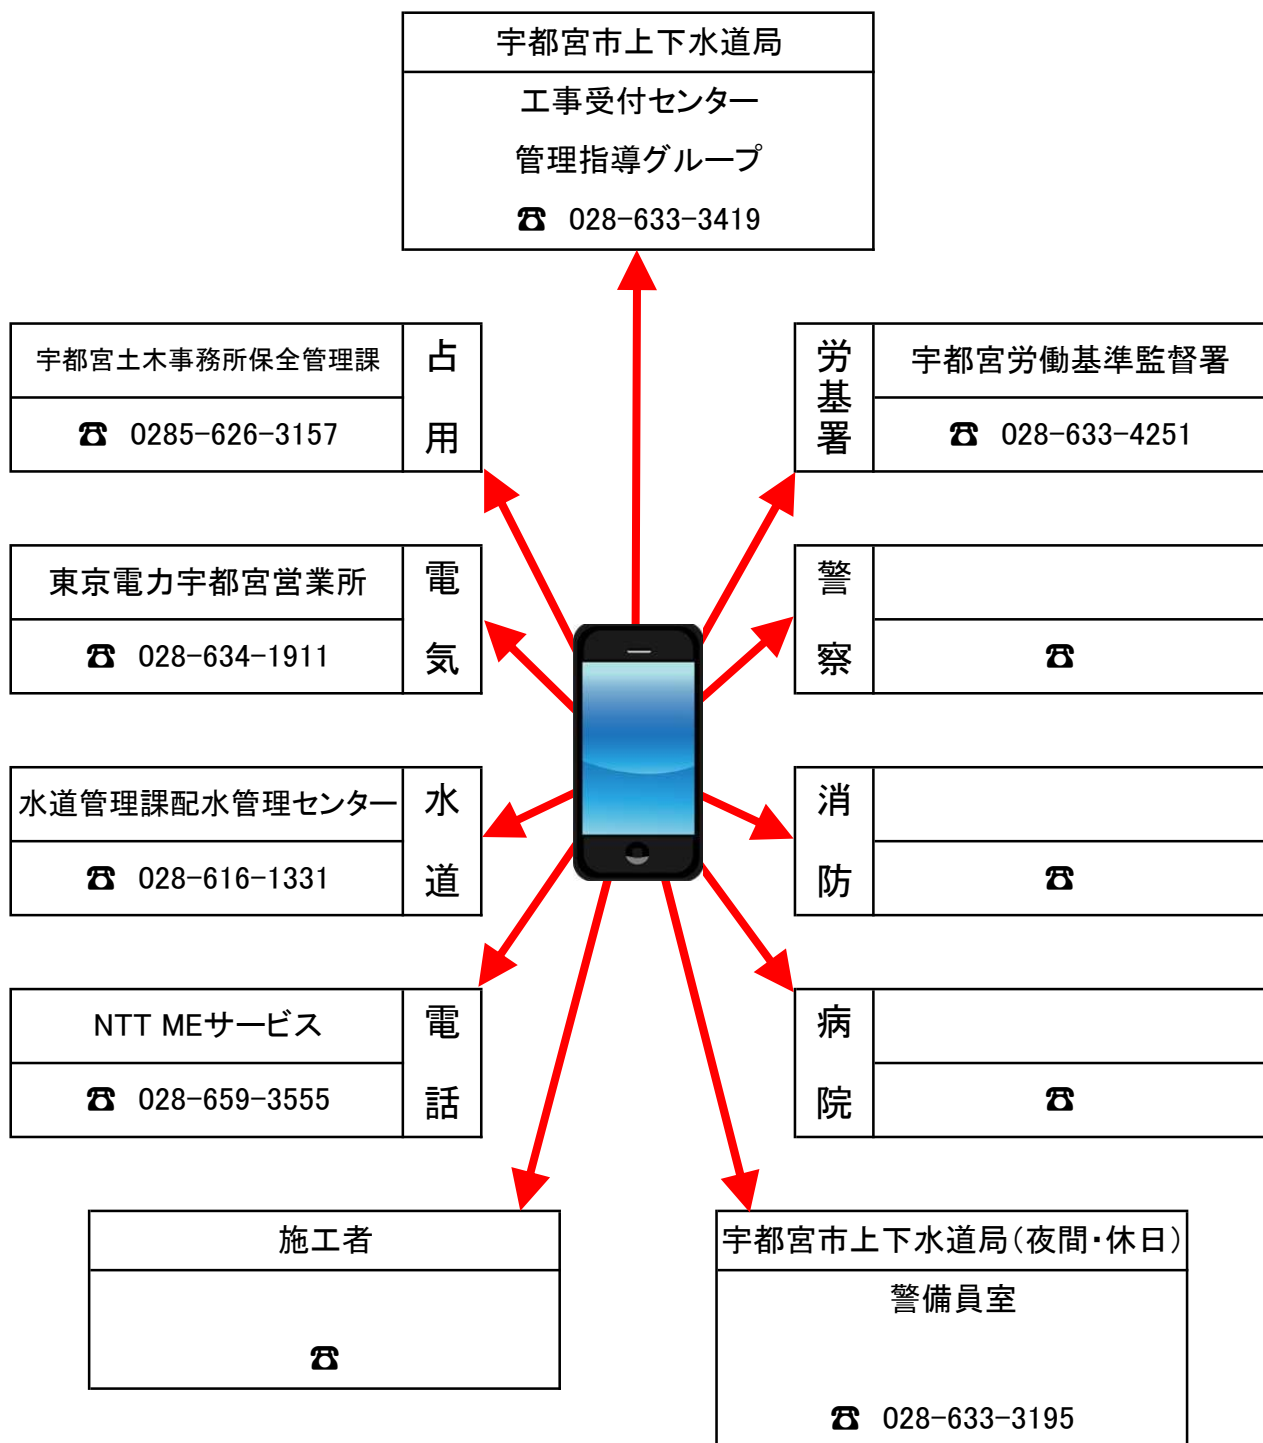 宇都宮市上下水道局
工事受付センター
管理指導グループ
☎ 028-633-3419
宇都宮土木事務所保全管理課
☎ 0285-626-3157
占用
労基署
宇都宮労働基準監督署
☎ 028-633-4251
東京電力宇都宮営業所
☎ 028-634-1911
電気
警察
☎
水道管理課配水管理センター
☎ 028-616-1331
水道
消防
☎
NTT MEサービス
☎ 028-659-3555
電話
病院
☎
施工者
☎
宇都宮市上下水道局(夜間・休日)
警備員室
☎ 028-633-3195